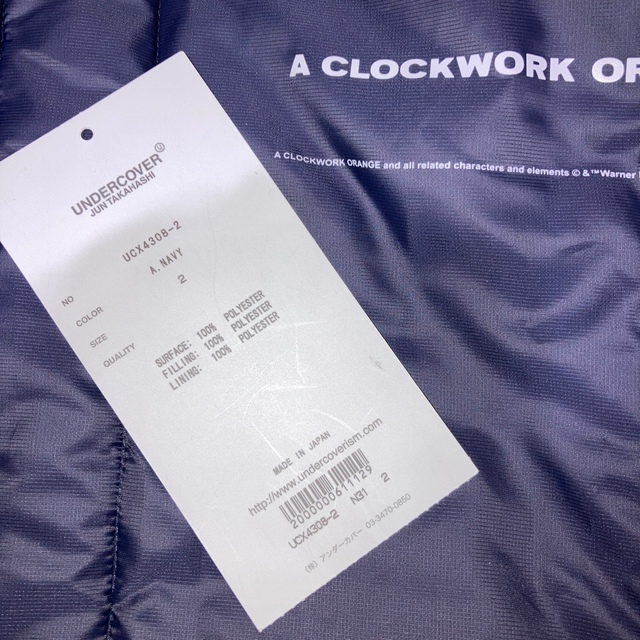 A CLOCKWORK OR
A CLOCKWORK ORANGE and all related characters and elements © & ™ Warner
UNDERCOVER
JUN TAKAHASHI
NO UCX4308-2
COLOR A.NAVY
SIZE 2
QUALITY
SURFACE: 100% POLYESTER
FILLING: 100% POLYESTER
LINING: 100% POLYESTER
MADE IN JAPAN
http://www.undercoverism.com
2000000611129
UCX4308-2 N31 2
(株) アンダーカバー 03-3470-0850